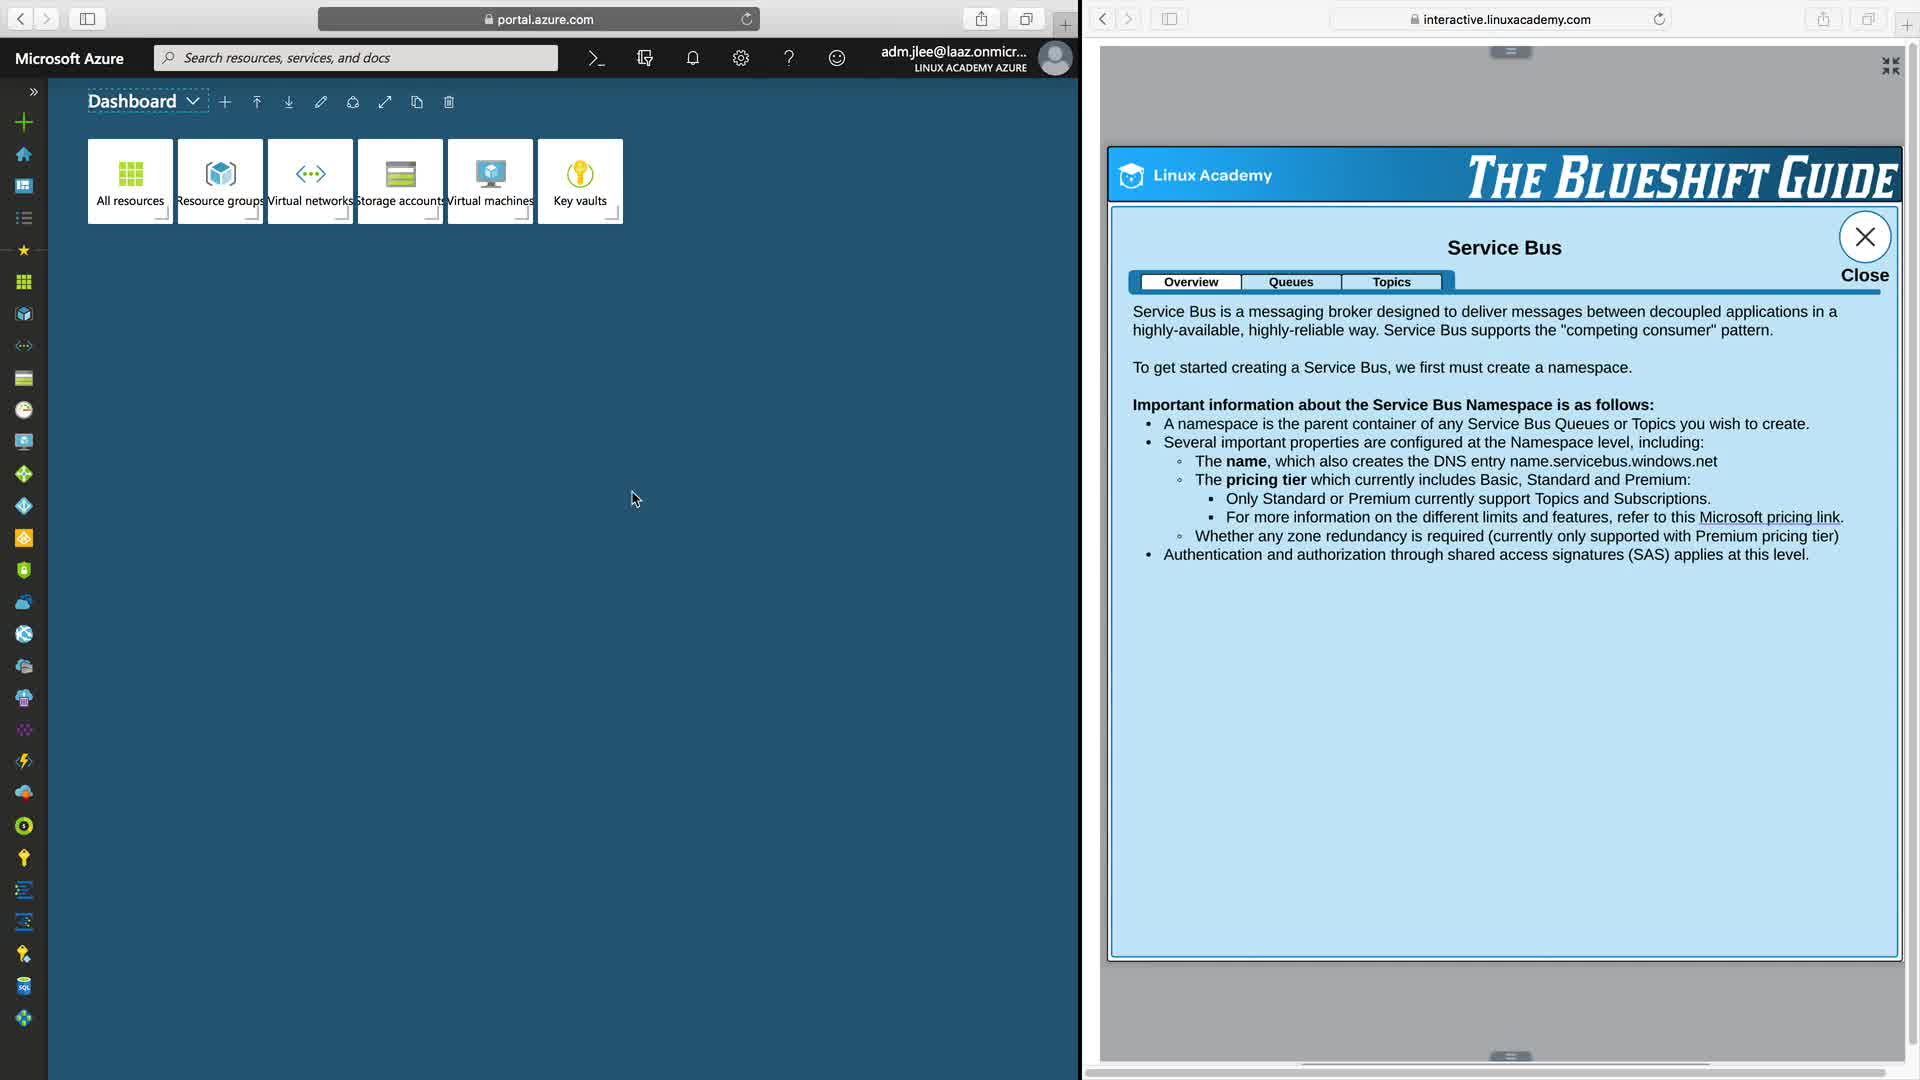 portal.azure.com
Microsoft Azure
Search resources, services, and docs
adm.jlee@laaz.onmicr...
LINUX ACADEMY AZURE
Dashboard
All resources
Resource groups
Virtual networks
Storage accounts
Virtual machines
Key vaults
SQL
interactive.linuxacademy.com
Linux Academy
THE BLUESHIFT GUIDE
Service Bus
Close
Overview
Queues
Topics
Service Bus is a messaging broker designed to deliver messages between decoupled applications in a
highly-available, highly-reliable way. Service Bus supports the "competing consumer" pattern.
To get started creating a Service Bus, we first must create a namespace.
Important information about the Service Bus Namespace is as follows:
• A namespace is the parent container of any Service Bus Queues or Topics you wish to create.
• Several important properties are configured at the Namespace level, including:
◦ The name, which also creates the DNS entry name.servicebus.windows.net
◦ The pricing tier which currently includes Basic, Standard and Premium:
▪ Only Standard or Premium currently support Topics and Subscriptions.
▪ For more information on the different limits and features, refer to this Microsoft pricing link.
◦ Whether any zone redundancy is required (currently only supported with Premium pricing tier)
• Authentication and authorization through shared access signatures (SAS) applies at this level.